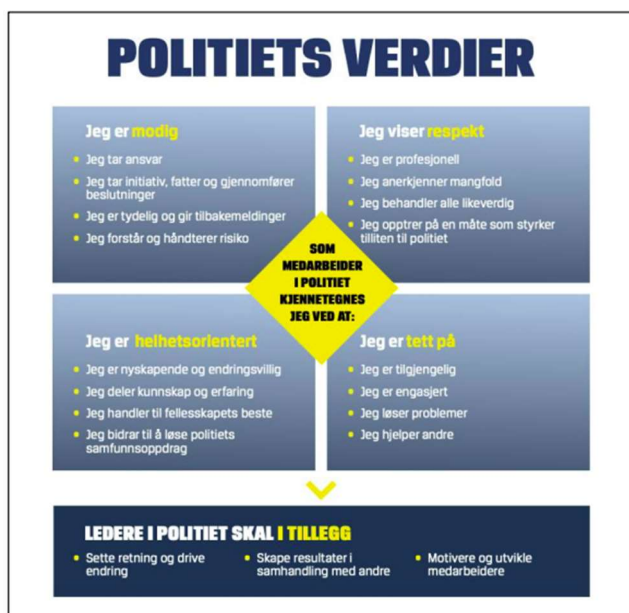 POLITIETS VERDIER
Jeg er modig
• Jeg tar ansvar
• Jeg tar initiativ, fatter og gjennomfører
beslutninger
• Jeg er tydelig og gir tilbakemeldinger
• Jeg forstår og håndterer risiko
Jeg viser respekt
• Jeg er profesjonell
• Jeg anerkjenner mangfold
• Jeg behandler alle likeverdig
• Jeg opptrer på en måte som styrker
tilliten til politiet
SOM
MEDARBEIDER
I POLITIET
KJENNETEGNES
JEG VED AT:
Jeg er helhetsorientert
• Jeg er nyskapende og endringsvillig
• Jeg deler kunnskap og erfaring
• Jeg handler til fellesskapets beste
• Jeg bidrar til å løse politiets
samfunnsoppdrag
Jeg er tett på
• Jeg er tilgjengelig
• Jeg er engasjert
• Jeg løser problemer
• Jeg hjelper andre
LEDERE I POLITIET SKAL I TILLEGG
• Sette retning og drive
endring
• Skape resultater i
samhandling med andre
• Motivere og utvikle
medarbeidere